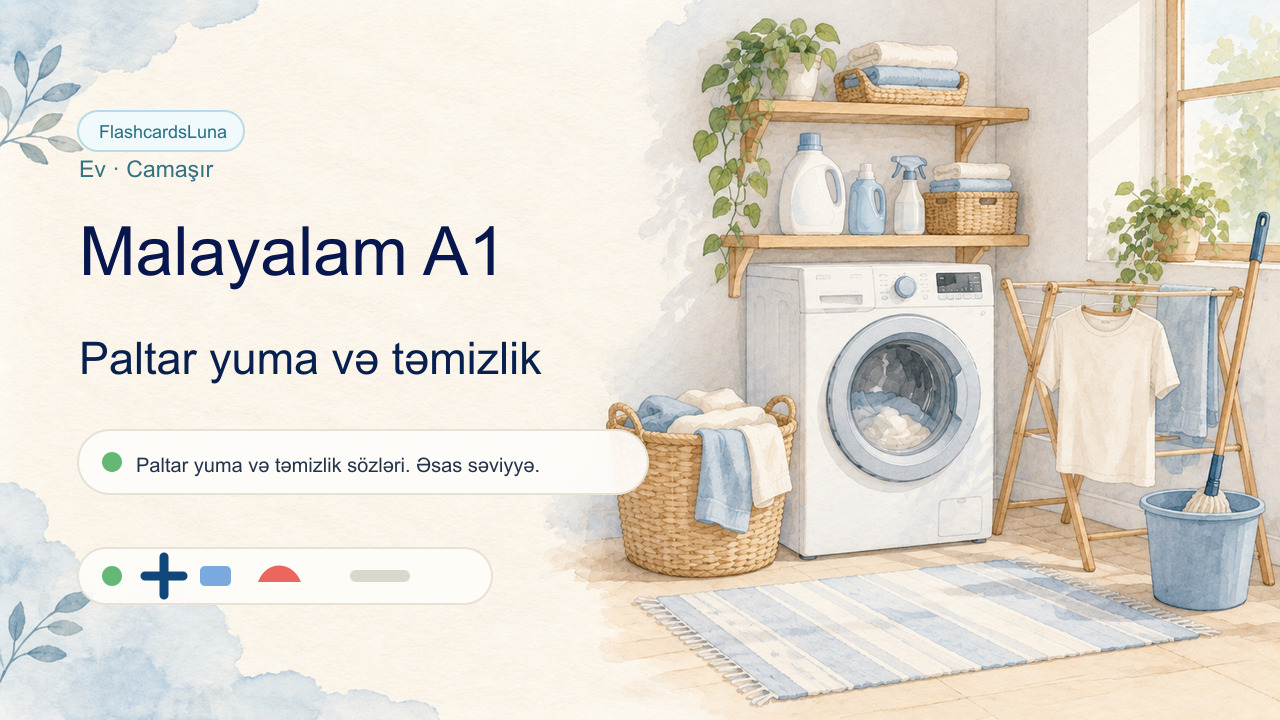 FlashcardsLuna
Ev · Camaşır
Malayalam A1
Paltar yuma və təmizlik
Paltar yuma və təmizlik sözləri. Əsas səviyyə.